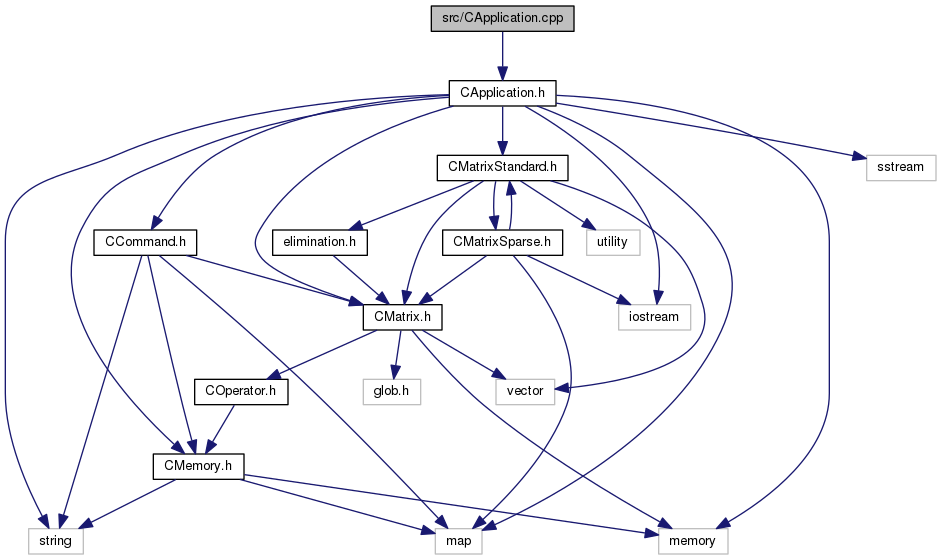 src/CApplication.cpp
CApplication.h
CMatrixStandard.h
sstream
CCommand.h
elimination.h
CMatrixSparse.h
utility
CMatrix.h
iostream
COperator.h
glob.h
vector
CMemory.h
string
map
memory